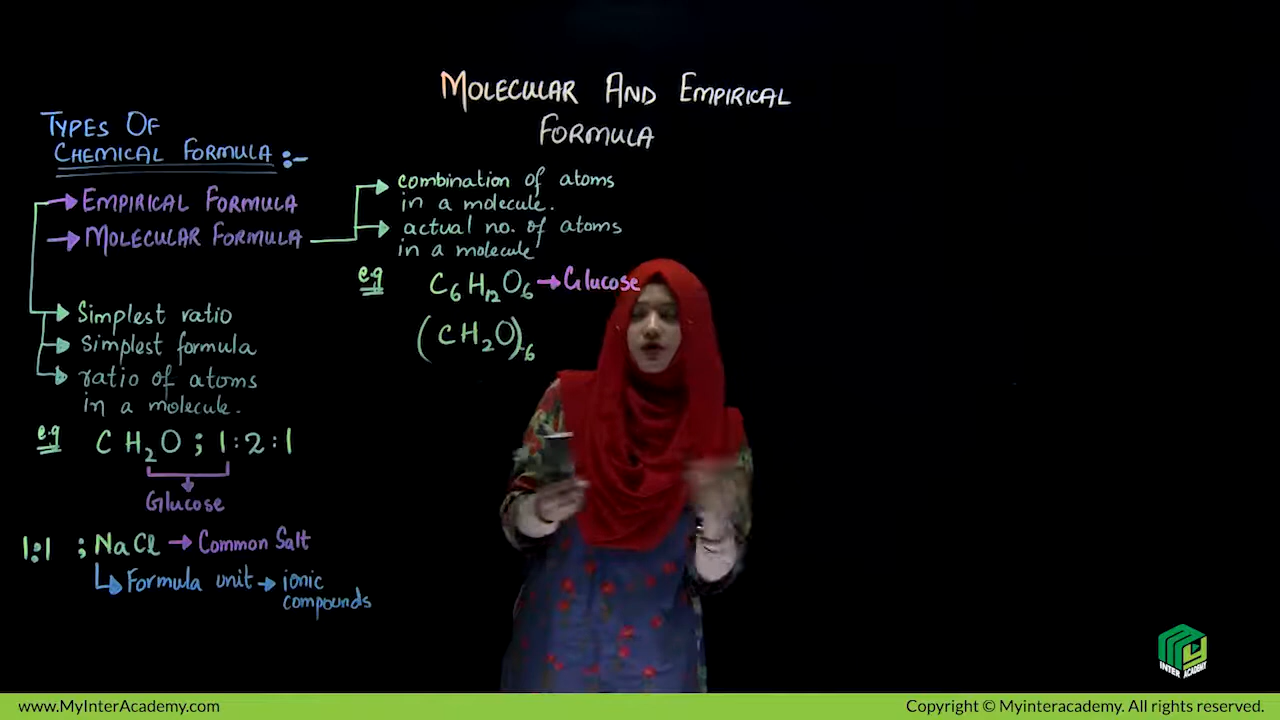 MOLECULAR AND EMPIRICAL
FORMULA
TYPES OF
CHEMICAL FORMULA :-
→ EMPIRICAL FORMULA
→ MOLECULAR FORMULA
Simplest ratio
Simplest formula
ratio of atoms
in a molecule.
e.g CH₂O ; 1:2:1
Glucose
1:1 ; NaCl → Common Salt
Formula unit → ionic
compounds
combination of atoms
in a molecule.
actual no. of atoms
in a molecule
e.g C₆H₁₂O₆ → Glucose
(CH₂O)₆
INTER ACADEMY
www.MyInterAcademy.com
Copyright © Myinteracademy. All rights reserved.